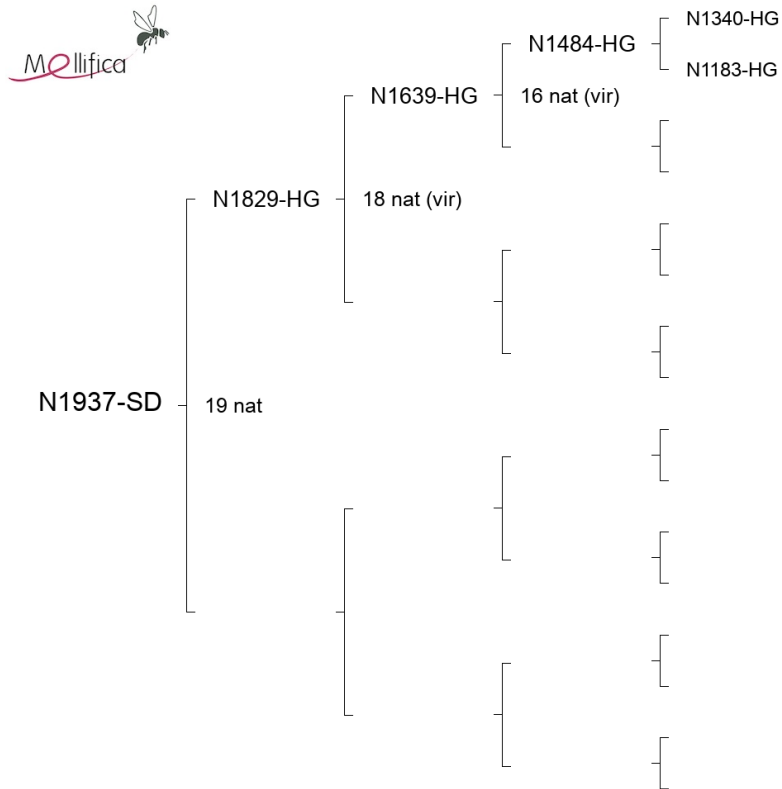 Mellifica
N1340-HG
N1484-HG
N1183-HG
N1639-HG
16 nat (vir)
N1829-HG
18 nat (vir)
N1937-SD
19 nat